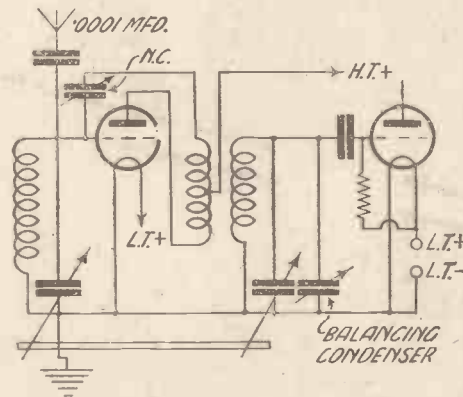 .0001 MFD.
N.C.
H.T.+
L.T.+
L.T.+
L.T.-
BALANCING
CONDENSER